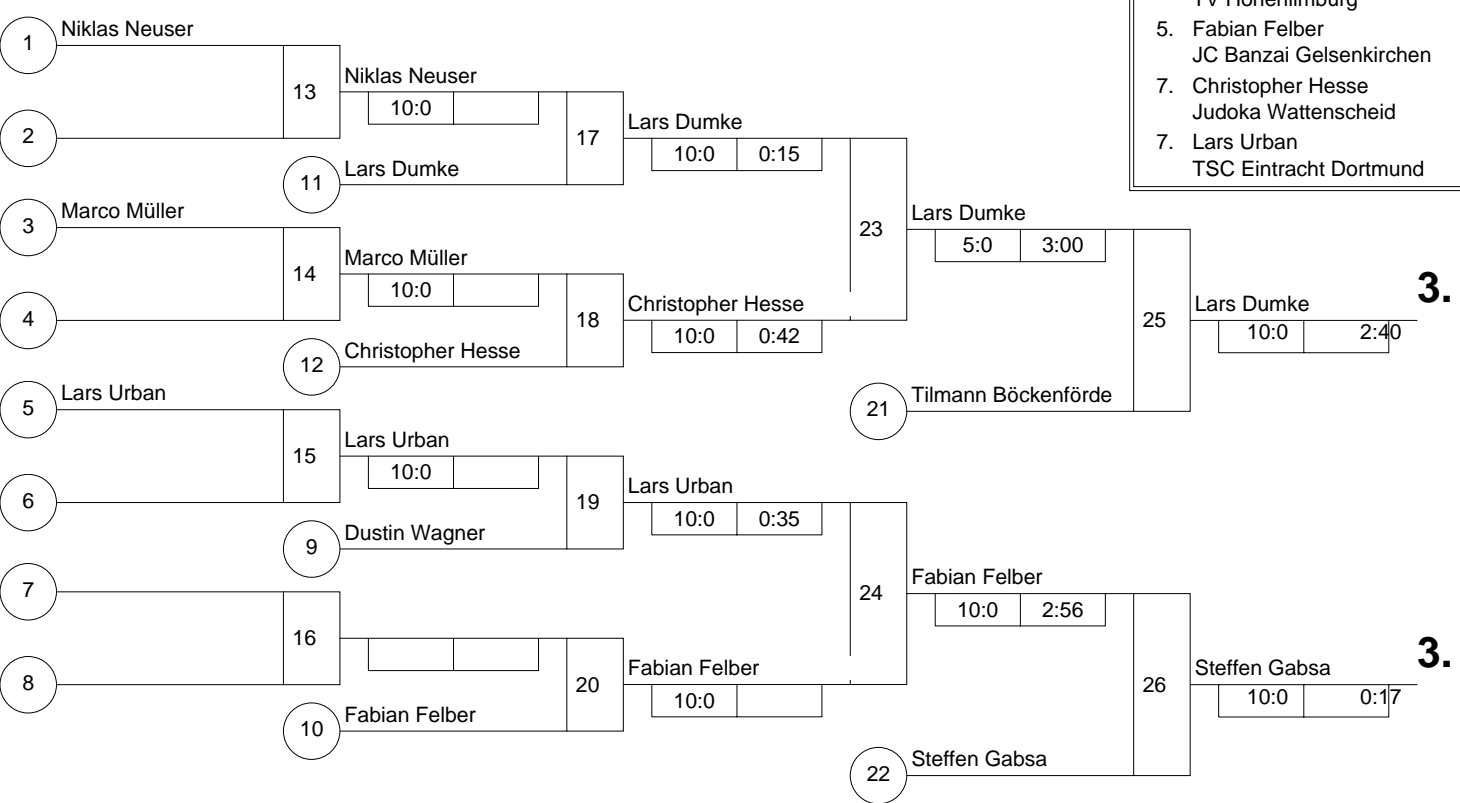 TV Hohenlimburg
5. Fabian Felber
JC Banzai Gelsenkirchen
7. Christopher Hesse
Judoka Wattenscheid
7. Lars Urban
TSC Eintracht Dortmund
1 Niklas Neuser
13
Niklas Neuser
10:0
2
17
Lars Dumke
10:0 0:15
11 Lars Dumke
3 Marco Müller
23
Lars Dumke
5:0 3:00
14
Marco Müller
10:0
4
18
Christopher Hesse
10:0 0:42
12 Christopher Hesse
25
Lars Dumke
3.
10:0 2:40
5 Lars Urban
21 Tilmann Böckenförde
15
Lars Urban
10:0
6
19
Lars Urban
10:0 0:35
9 Dustin Wagner
7
24
Fabian Felber
10:0 2:56
16
8
20
Fabian Felber
10:0
10 Fabian Felber
26
Steffen Gabsa
3.
10:0 0:17
22 Steffen Gabsa